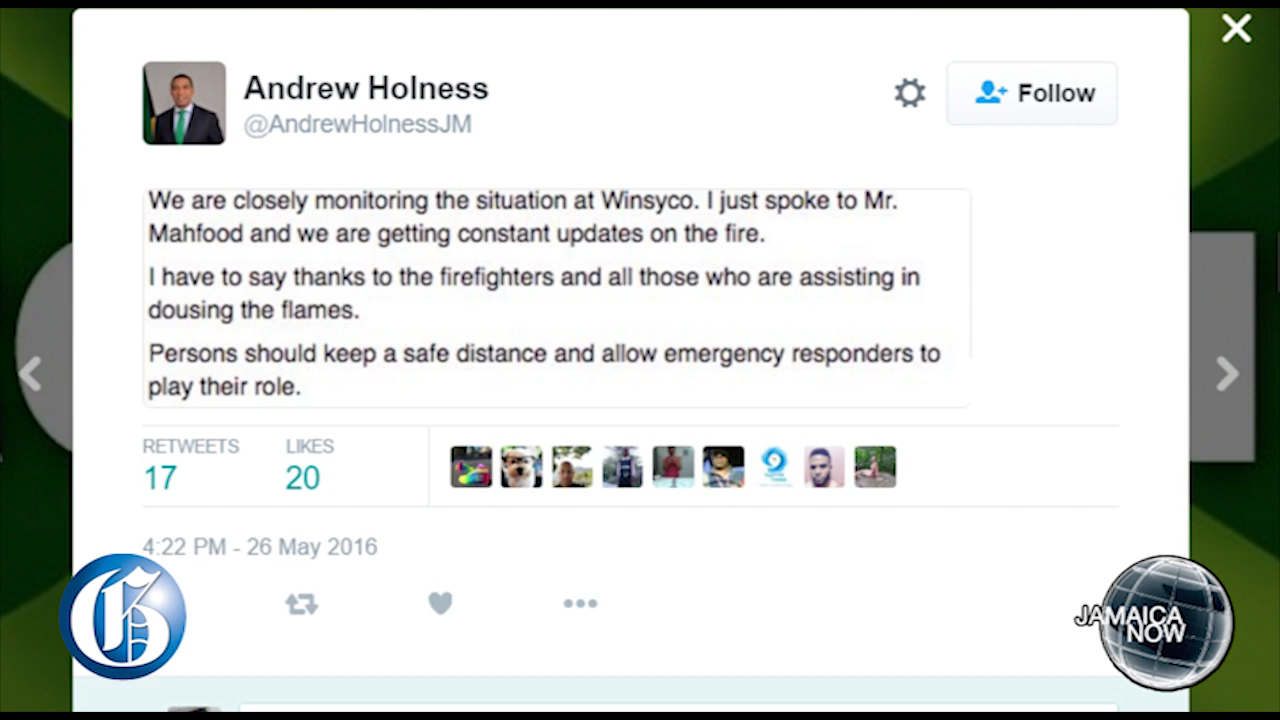 Andrew Holness
@AndrewHolnessJM
Follow
We are closely monitoring the situation at Winsyco. I just spoke to Mr.
Mahfood and we are getting constant updates on the fire.
I have to say thanks to the firefighters and all those who are assisting in
dousing the flames.
Persons should keep a safe distance and allow emergency responders to
play their role.
RETWEETS LIKES
17 20
4:22 PM - 26 May 2016
G
JAMAICA
NOW